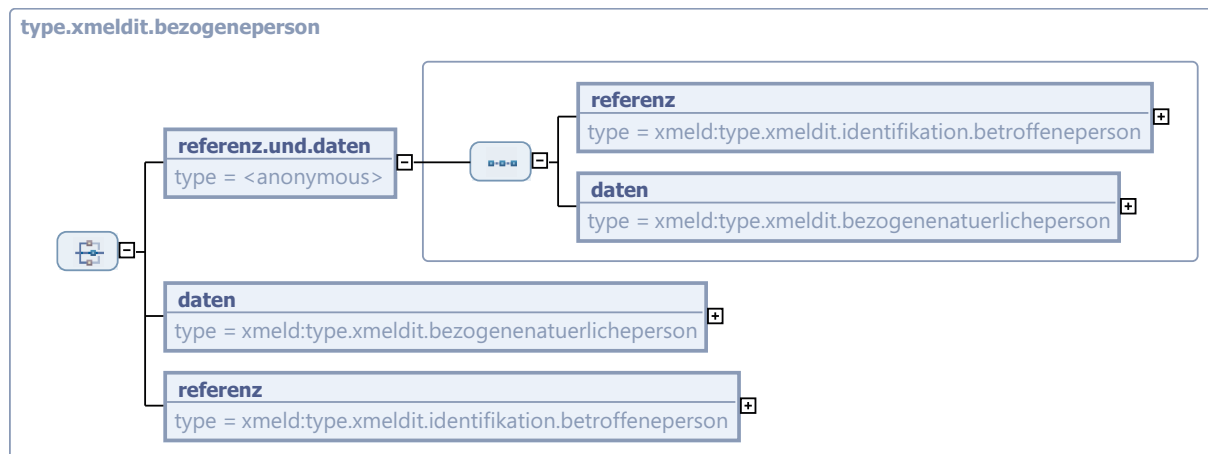 type.xmeldit.bezogeneperson
referenz
type = xmeld:type.xmeldit.identifikation.betroffeneperson
referenz.und.daten
type = <anonymous>
daten
type = xmeld:type.xmeldit.bezogenenatuerlicheperson
daten
type = xmeld:type.xmeldit.bezogenenatuerlicheperson
referenz
type = xmeld:type.xmeldit.identifikation.betroffeneperson